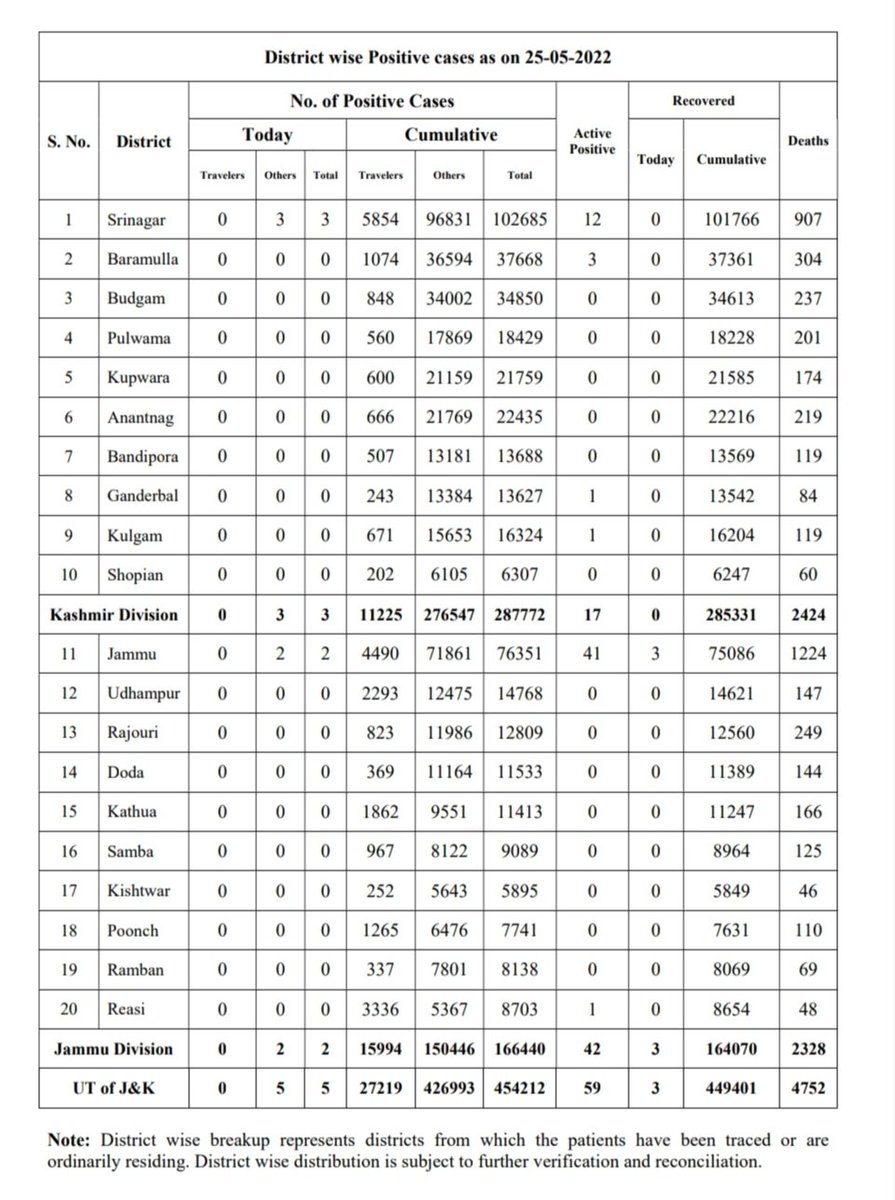 District wise Positive cases as on 25-05-2022
S. No. District No. of Positive Cases Active Positive Recovered Deaths
Today Cumulative Today Cumulative
Travelers Others Total Travelers Others Total
1 Srinagar 0 3 3 5854 96831 102685 12 0 101766 907
2 Baramulla 0 0 0 1074 36594 37668 3 0 37361 304
3 Budgam 0 0 0 848 34002 34850 0 0 34613 237
4 Pulwama 0 0 0 560 17869 18429 0 0 18228 201
5 Kupwara 0 0 0 600 21159 21759 0 0 21585 174
6 Anantnag 0 0 0 666 21769 22435 0 0 22216 219
7 Bandipora 0 0 0 507 13181 13688 0 0 13569 119
8 Ganderbal 0 0 0 243 13384 13627 1 0 13542 84
9 Kulgam 0 0 0 671 15653 16324 1 0 16204 119
10 Shopian 0 0 0 202 6105 6307 0 0 6247 60
Kashmir Division 0 3 3 11225 276547 287772 17 0 285331 2424
11 Jammu 0 2 2 4490 71861 76351 41 3 75086 1224
12 Udhampur 0 0 0 2293 12475 14768 0 0 14621 147
13 Rajouri 0 0 0 823 11986 12809 0 0 12560 249
14 Doda 0 0 0 369 11164 11533 0 0 11389 144
15 Kathua 0 0 0 1862 9551 11413 0 0 11247 166
16 Samba 0 0 0 967 8122 9089 0 0 8964 125
17 Kishtwar 0 0 0 252 5643 5895 0 0 5849 46
18 Poonch 0 0 0 1265 6476 7741 0 0 7631 110
19 Ramban 0 0 0 337 7801 8138 0 0 8069 69
20 Reasi 0 0 0 3336 5367 8703 1 0 8654 48
Jammu Division 0 2 2 15994 150446 166440 42 3 164070 2328
UT of J&K 0 5 5 27219 426993 454212 59 3 449401 4752
Note: District wise breakup represents districts from which the patients have been traced or are
ordinarily residing. District wise distribution is subject to further verification and reconciliation.